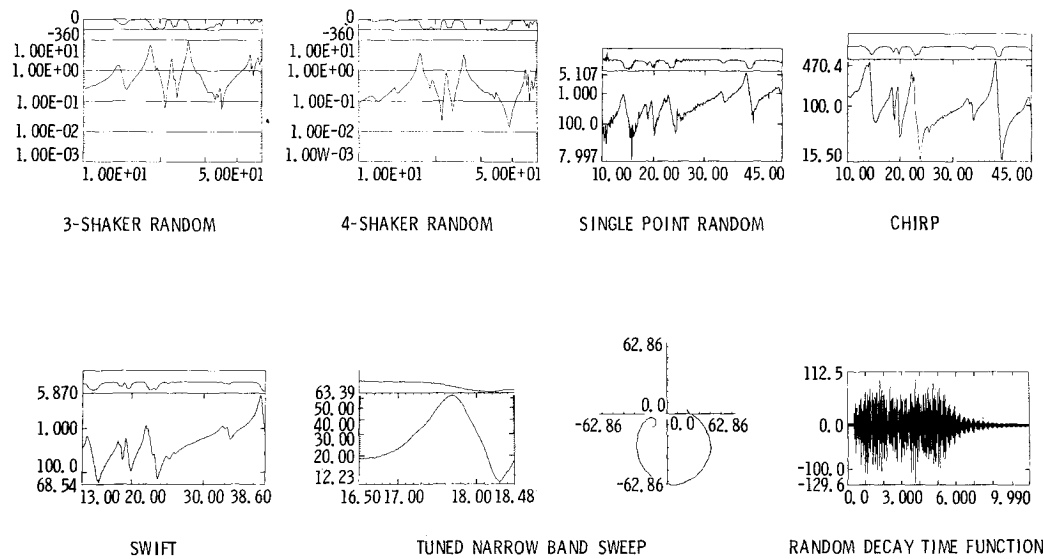 0
-360
1.00E+01
1.00E+00
1.00E-01
1.00E-02
1.00E-03
1.00E+01 5.00E+01
3-SHAKER RANDOM
0
-360
1.00E+01
1.00E+00
1.00E-01
1.00E-02
1.00W-03
1.00E+01 5.00E+01
4-SHAKER RANDOM
5.107
1.000
100.0
7.997
10.00 20.00 30.00 45.00
SINGLE POINT RANDOM
470.4
100.0
15.50
10.00 20.00 30.00 45.00
CHIRP
5.870
1.000
100.0
68.54
13.00 20.00 30.00 38.60
SWIFT
63.39
50.00
40.00
30.00
20.00
12.23
16.50 17.00 18.00 18.48
62.86
0.0
-62.86 0.0 62.86
-62.86
TUNED NARROW BAND SWEEP
112.5
0.0
-100.0
-129.6
0.0 3.000 6.000 9.990
RANDOM DECAY TIME FUNCTION